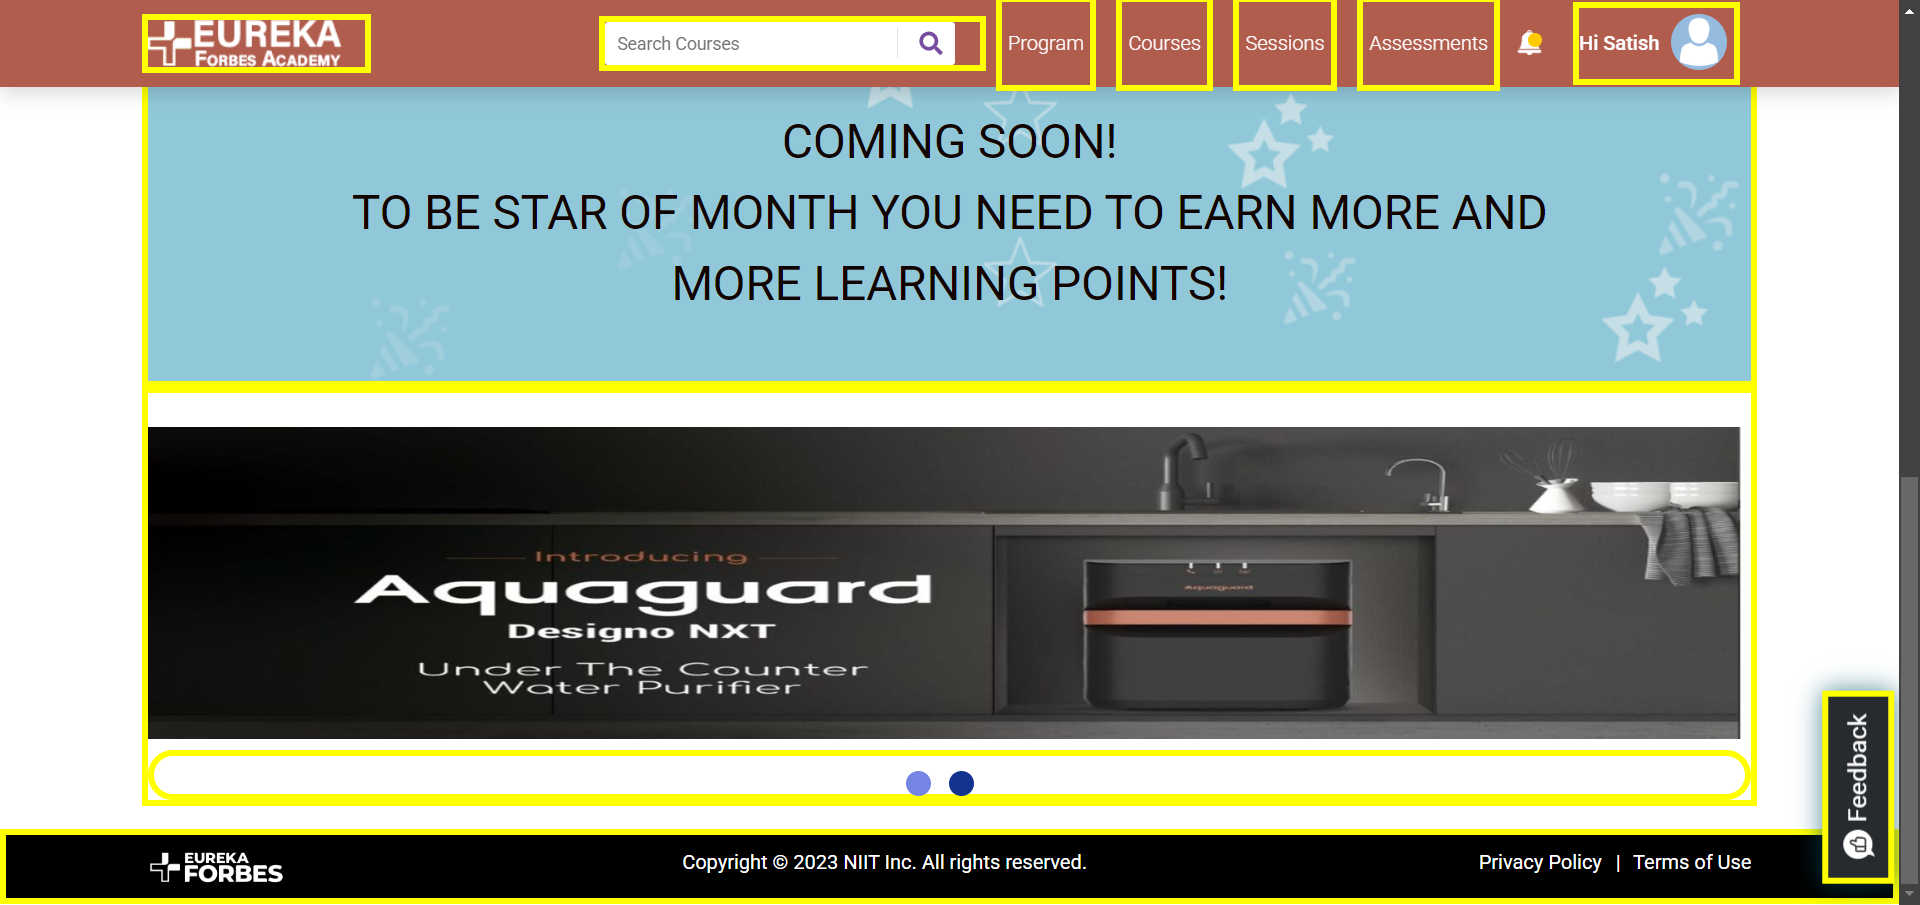 EUREKA
FORBES ACADEMY
Search Courses
Program
Courses
Sessions
Assessments
Hi Satish
COMING SOON!
TO BE STAR OF MONTH YOU NEED TO EARN MORE AND
MORE LEARNING POINTS!
Introducing
Aquaguard
Designo NXT
Under The Counter
Water Purifier
Aquaguard
Feedback
EUREKA
FORBES
Copyright © 2023 NIIT Inc. All rights reserved.
Privacy Policy | Terms of Use